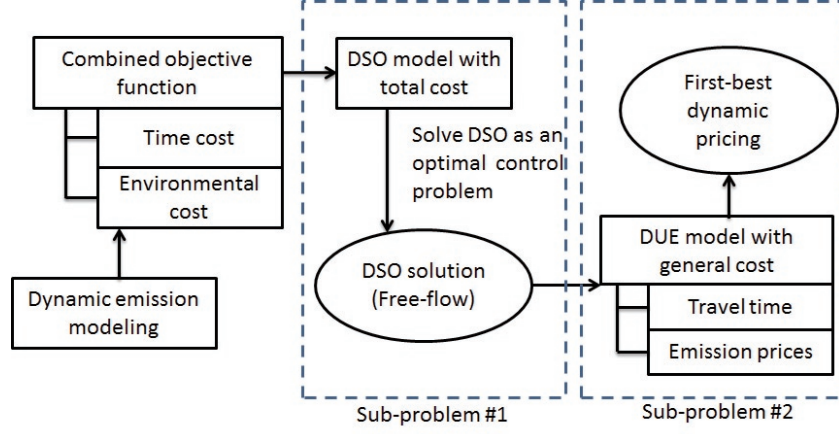 Combined objective
function
Time cost
Environmental
cost
Dynamic emission
modeling
DSO model with
total cost
Solve DSO as an
optimal control
problem
DSO solution
(Free-flow)
Sub-problem #1
First-best
dynamic
pricing
DUE model with
general cost
Travel time
Emission prices
Sub-problem #2